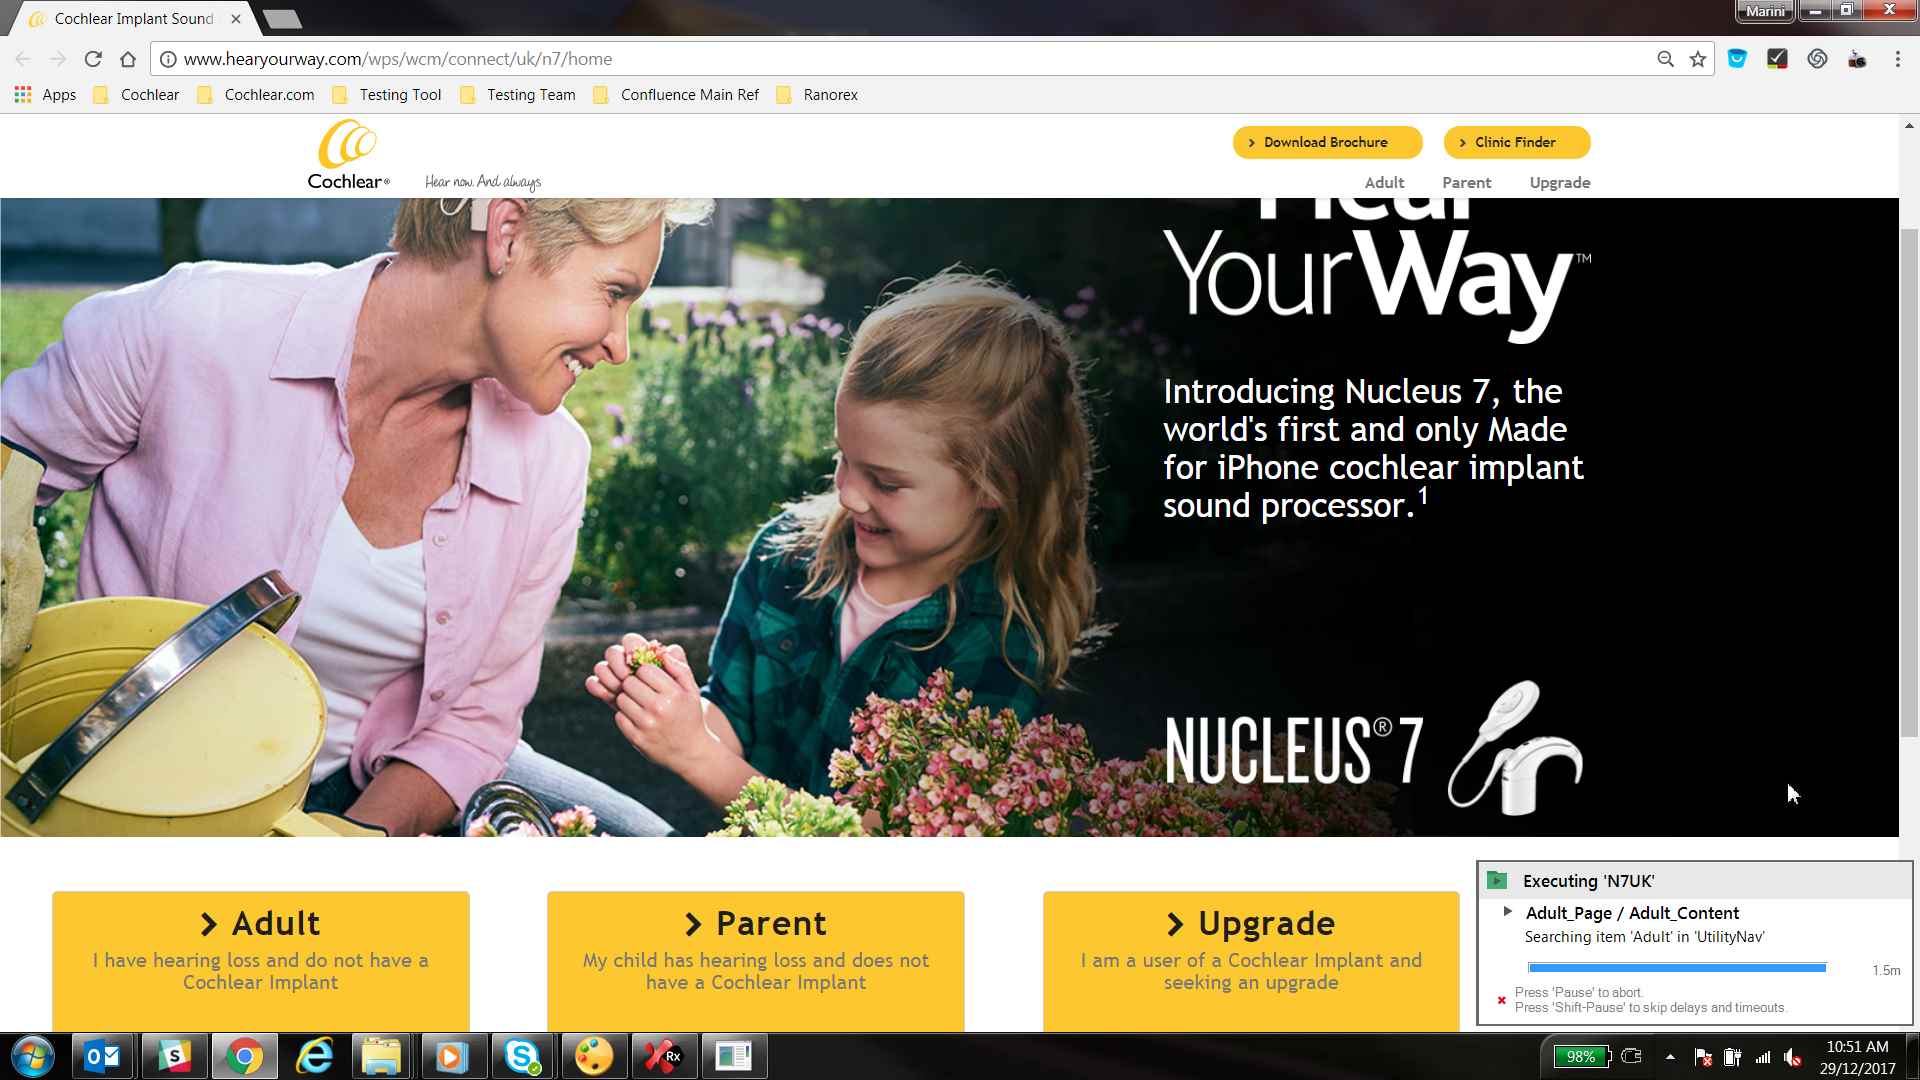 Cochlear Implant Sound
Marini
www.hearyourway.com/wps/wcm/connect/uk/n7/home
Apps Cochlear Cochlear.com Testing Tool Testing Team Confluence Main Ref Ranorex
Cochlear®
Hear now. And always
Download Brochure
Clinic Finder
Adult Parent Upgrade
Hear
YourWay™
Introducing Nucleus 7, the
world's first and only Made
for iPhone cochlear implant
sound processor.1
NUCLEUS® 7
Adult
I have hearing loss and do not have a
Cochlear Implant
Parent
My child has hearing loss and does not
have a Cochlear Implant
Upgrade
I am a user of a Cochlear Implant and
seeking an upgrade
Executing 'N7UK'
Adult_Page / Adult_Content
Searching item 'Adult' in 'UtilityNav'
1.5m
Press 'Pause' to abort.
Press 'Shift-Pause' to skip delays and timeouts.
Rx
98%
10:51 AM
29/12/2017